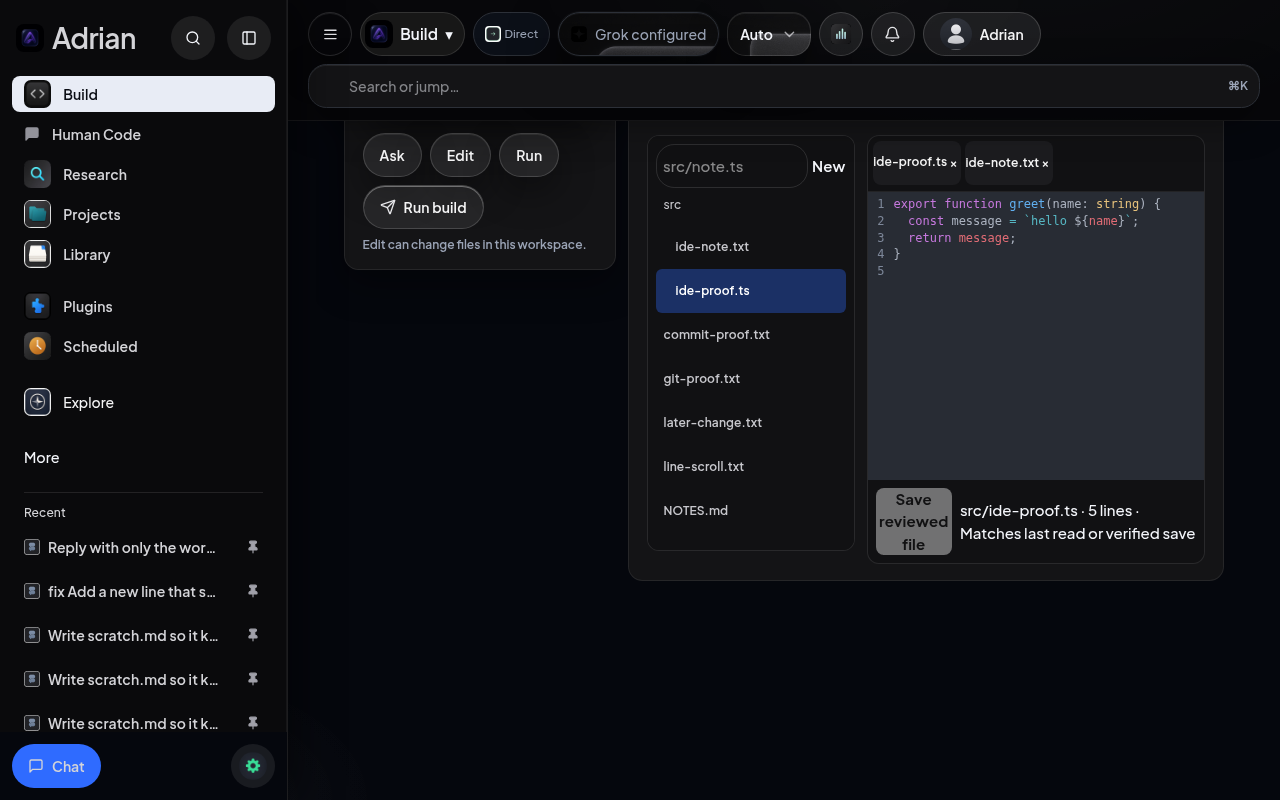 Adrian
Build
Human Code
Research
Projects
Library
Plugins
Scheduled
Explore
More
Recent
Reply with only the wor…
fix Add a new line that s…
Write scratch.md so it k…
Write scratch.md so it k…
Write scratch.md so it k…
Chat
Build ▾
Direct
Grok configured
Auto
Adrian
Search or jump…
⌘K
Ask
Edit
Run
Run build
Edit can change files in this workspace.
src/note.ts
New
src
ide-note.txt
ide-proof.ts
commit-proof.txt
git-proof.txt
later-change.txt
line-scroll.txt
NOTES.md
ide-proof.ts ×
ide-note.txt ×
1 export function greet(name: string) {
2   const message = `hello ${name}`;
3   return message;
4 }
5
Save reviewed file
src/ide-proof.ts · 5 lines ·
Matches last read or verified save